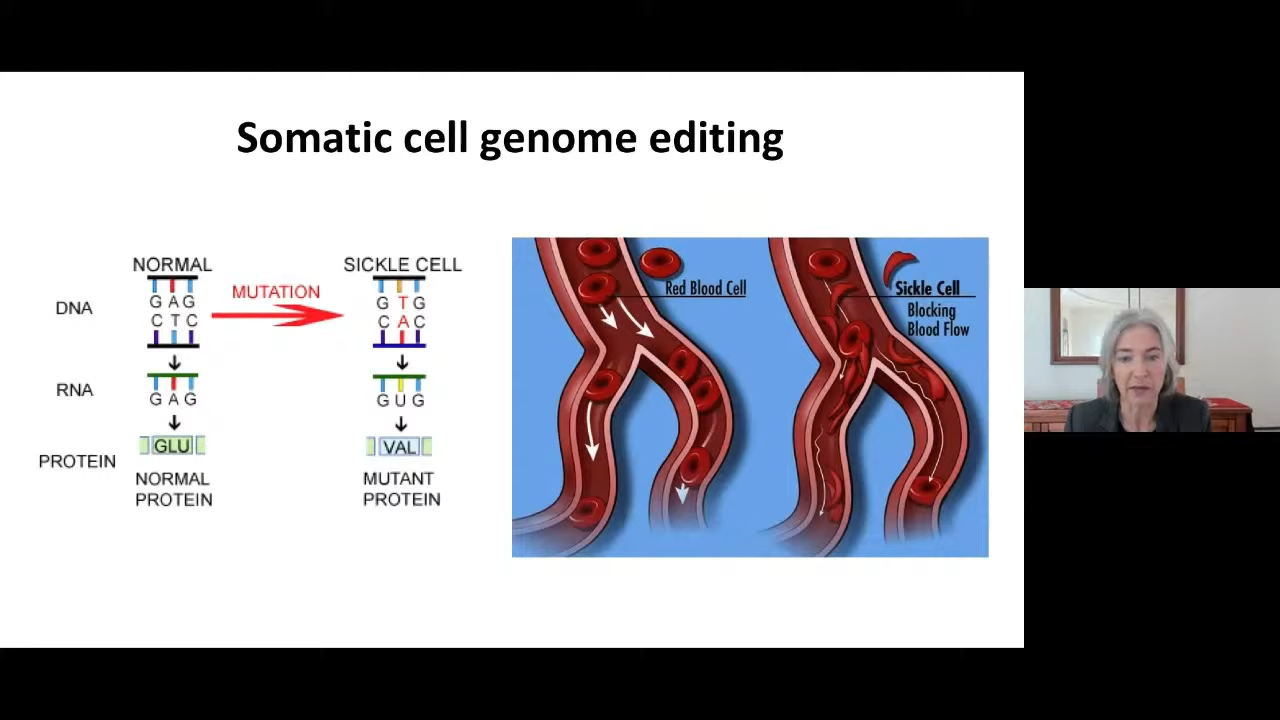 Somatic cell genome editing
NORMAL
SICKLE CELL
MUTATION
DNA
G A G
C T C
G T G
C A C
RNA
G A G
G U G
PROTEIN
GLU
VAL
NORMAL
PROTEIN
MUTANT
PROTEIN
Red Blood Cell
Sickle Cell
Blocking
Blood Flow